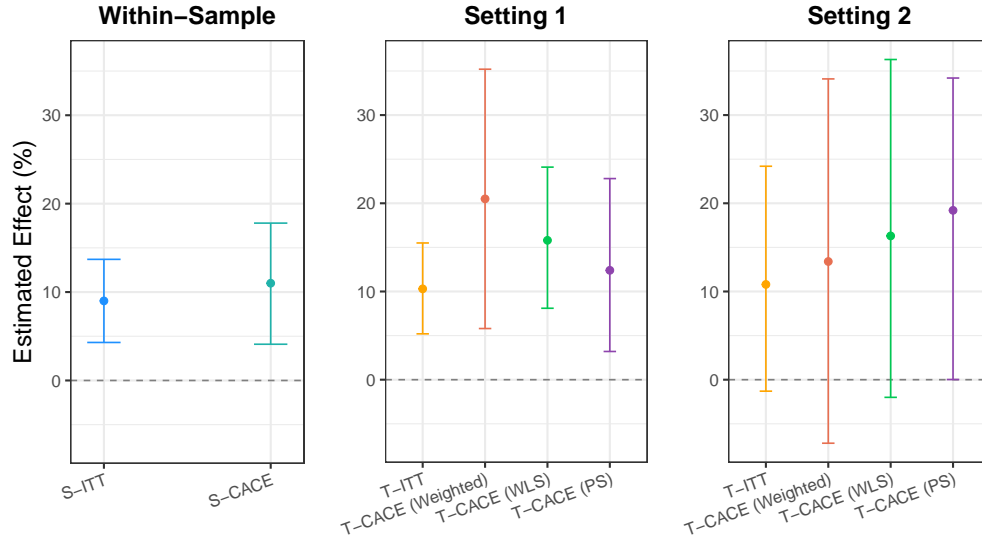 Within−Sample
Setting 1
Setting 2
Estimated Effect (%)
30
20
10
0
S−ITT
S−CACE
30
20
10
0
T−ITT
T−CACE (Weighted)
T−CACE (WLS)
T−CACE (PS)
30
20
10
0
T−ITT
T−CACE (Weighted)
T−CACE (WLS)
T−CACE (PS)